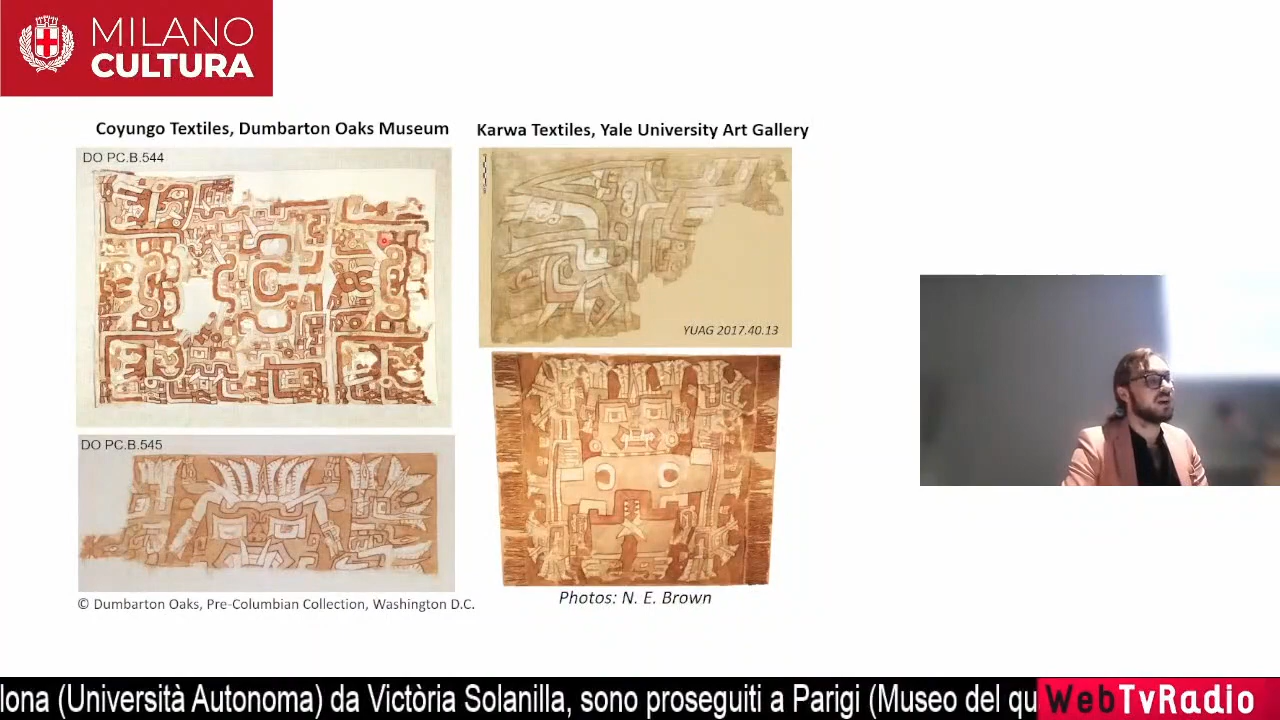 MILANO
CULTURA
Coyungo Textiles, Dumbarton Oaks Museum
Karwa Textiles, Yale University Art Gallery
DO PC.B.544
YUAG 2017.40.13
DO PC.B.545
© Dumbarton Oaks, Pre-Columbian Collection, Washington D.C.
Photos: N. E. Brown
lona (Università Autonoma) da Victòria Solanilla, sono proseguiti a Parigi (Museo del qu
WebTvRadio